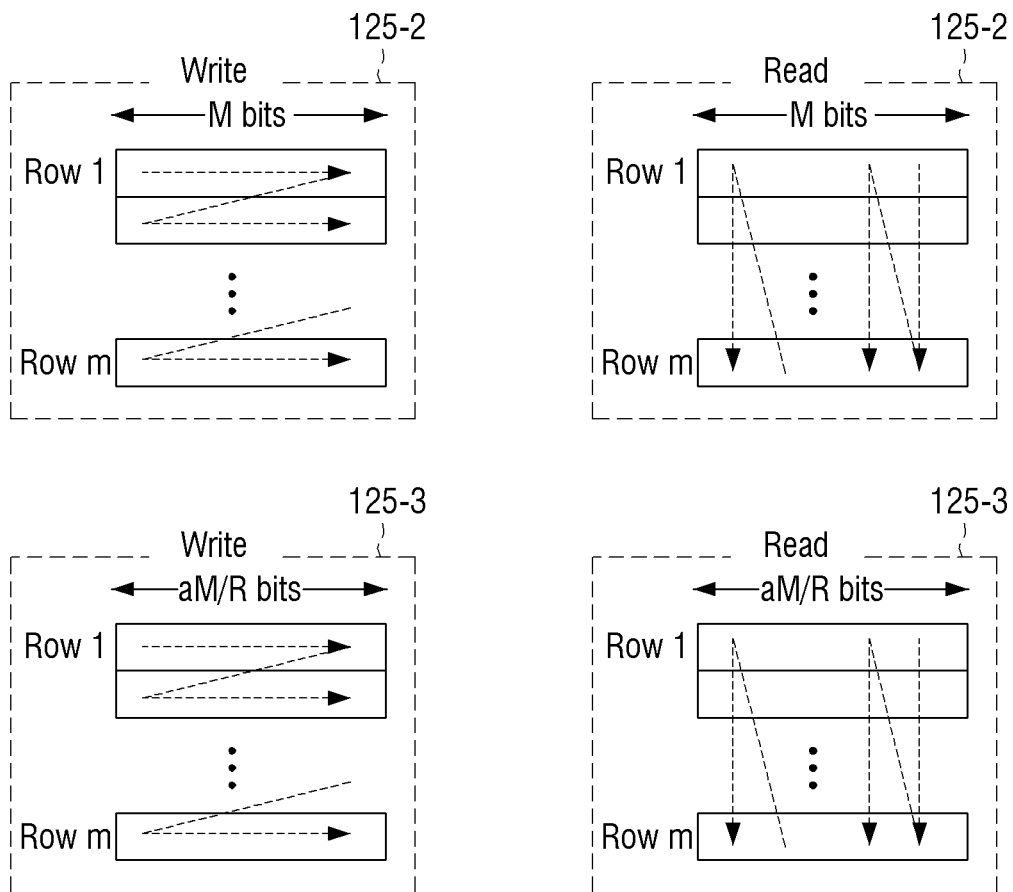 125-2
Write
M bits
Row 1
Row m
125-2
Read
M bits
Row 1
Row m
125-3
Write
aM/R bits
Row 1
Row m
125-3
Read
aM/R bits
Row 1
Row m